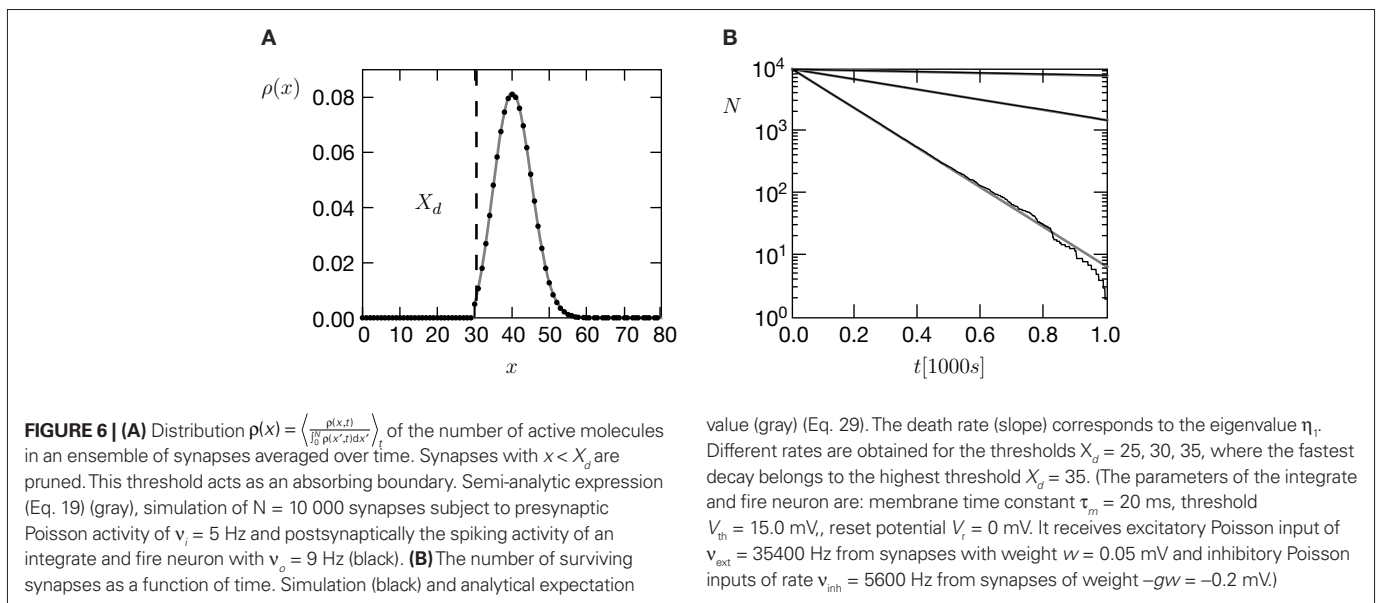 A
ρ(x)
0.08
0.06
0.04
0.02
0.00
X_d
0 10 20 30 40 50 60 70 80
x
B
N
10^4
10^3
10^2
10^1
10^0
0.0 0.2 0.4 0.6 0.8 1.0
t[1000s]
FIGURE 6 | (A) Distribution ρ(x) = ⟨ρ(x,t) / ∫_0^N ρ(x′,t)dx′⟩_t of the number of active molecules
in an ensemble of synapses averaged over time. Synapses with x < X_d are
pruned. This threshold acts as an absorbing boundary. Semi-analytic expression
(Eq. 19) (gray), simulation of N = 10 000 synapses subject to presynaptic
Poisson activity of ν_i = 5 Hz and postsynaptically the spiking activity of an
integrate and fire neuron with ν_o = 9 Hz (black). (B) The number of surviving
synapses as a function of time. Simulation (black) and analytical expectation
value (gray) (Eq. 29). The death rate (slope) corresponds to the eigenvalue η_1.
Different rates are obtained for the thresholds X_d = 25, 30, 35, where the fastest
decay belongs to the highest threshold X_d = 35. (The parameters of the integrate
and fire neuron are: membrane time constant τ_m = 20 ms, threshold
V_th = 15.0 mV,, reset potential V_r = 0 mV. It receives excitatory Poisson input of
ν_ext = 35400 Hz from synapses with weight w = 0.05 mV and inhibitory Poisson
inputs of rate ν_inh = 5600 Hz from synapses of weight –gw = –0.2 mV.)